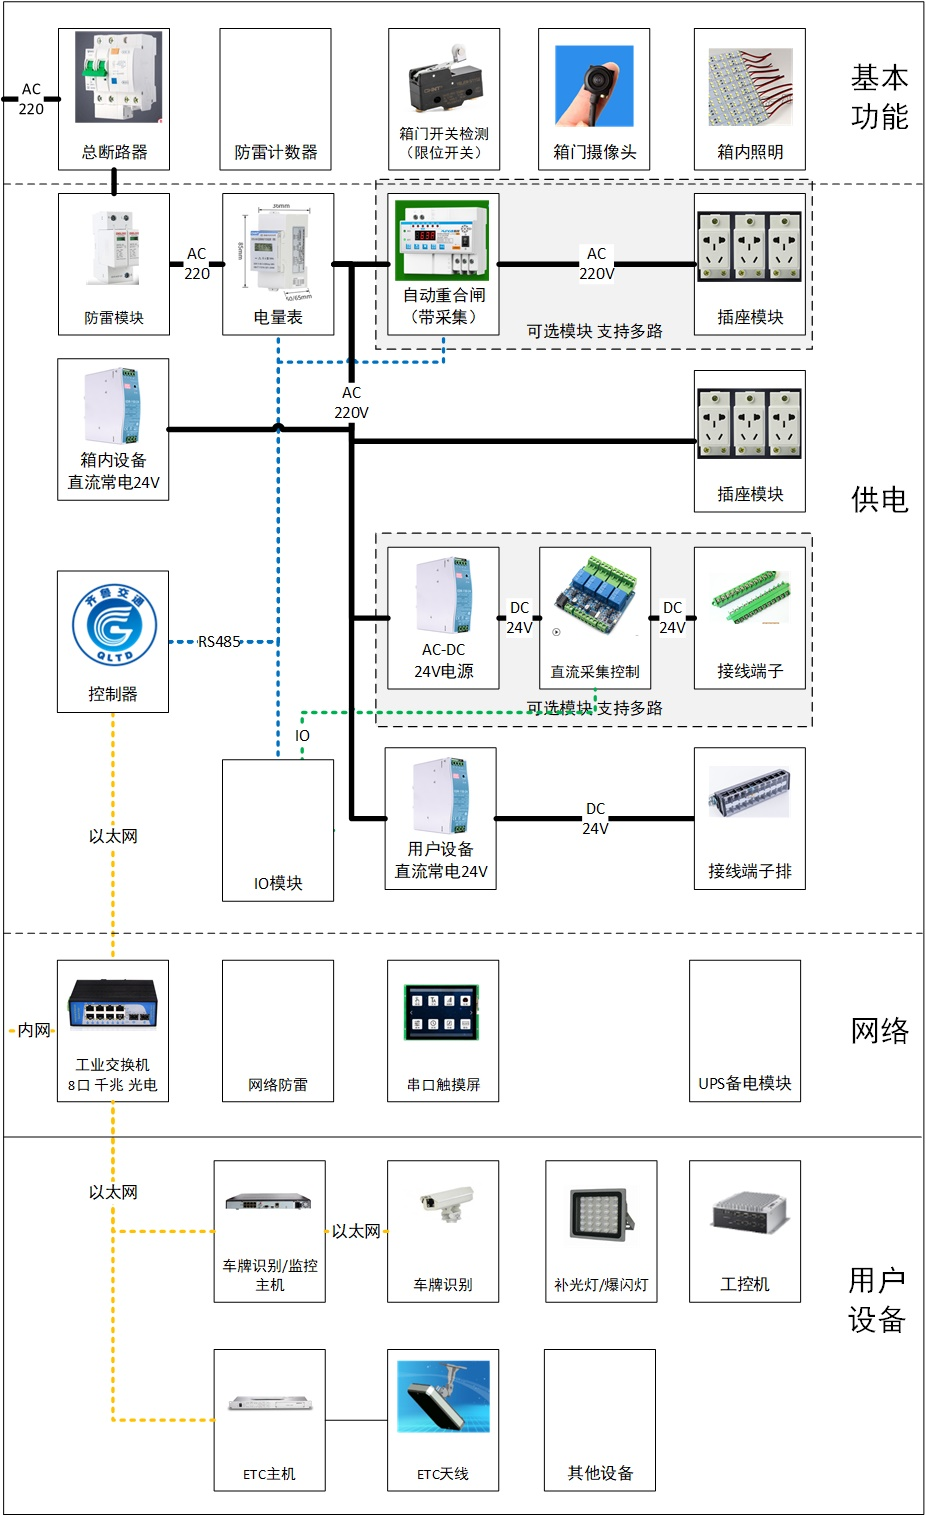 AC
220
总断路器
防雷计数器
箱门开关检测
（限位开关）
箱门摄像头
箱内照明
基本
功能
防雷模块
AC
220
36mm
85mm
60/65mm
电量表
自动重合闸
（带采集）
AC
220V
插座模块
可选模块 支持多路
AC
220V
箱内设备
直流常电24V
插座模块
供电
齐鲁交通
QLTD
控制器
RS485
AC-DC
24V电源
DC
24V
直流采集控制
DC
24V
接线端子
可选模块 支持多路
IO
IO模块
用户设备
直流常电24V
DC
24V
接线端子排
以太网
内网
工业交换机
8口 千兆 光电
网络防雷
串口触摸屏
UPS备电模块
网络
以太网
车牌识别/监控
主机
以太网
车牌识别
补光灯/爆闪灯
工控机
用户
设备
ETC主机
ETC天线
其他设备